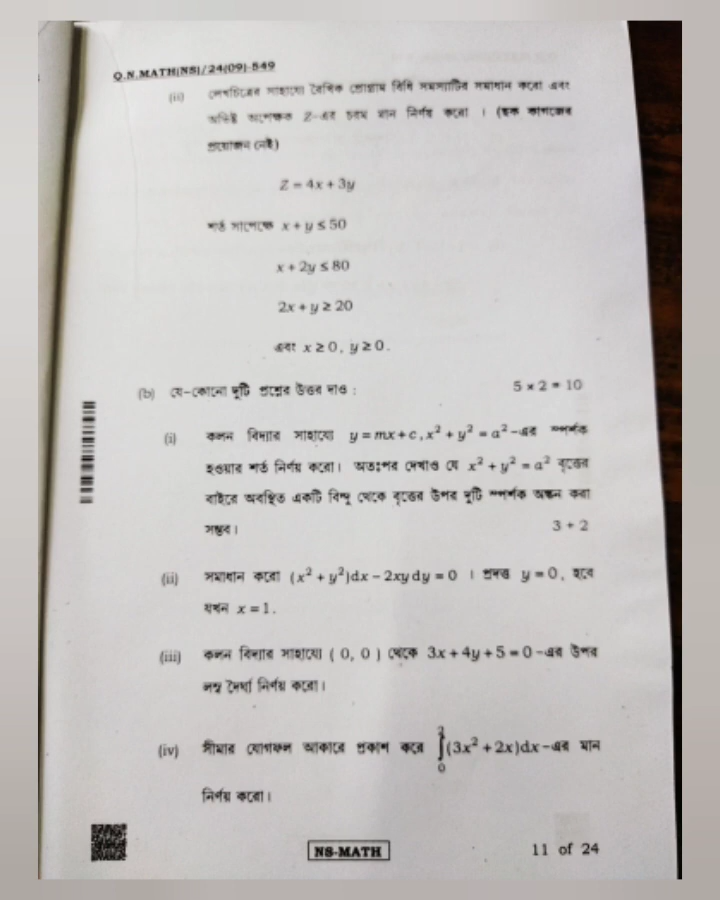 Q.N.MATH(NS)/24(09)-549
(ii) লেখচিত্রের সাহায্যে রৈখিক প্রোগ্রাম বিধি সমস্যাটির সমাধান করো এবং
অভিষ্ট অপেক্ষক Z-এর চরম মান নির্ণয় করো । (ছক কাগজের
প্রয়োজন নেই)
Z = 4x + 3y
শর্ত সাপেক্ষে x + y ≤ 50
x + 2y ≤ 80
2x + y ≥ 20
এবং x ≥ 0, y ≥ 0.
(b) যে-কোনো দুটি প্রশ্নের উত্তর দাও : 5 × 2 = 10
(i) কলন বিদ্যার সাহায্যে y = mx + c, x² + y² = a²-এর স্পর্শক
হওয়ার শর্ত নির্ণয় করো। অতঃপর দেখাও যে x² + y² = a² বৃত্তের
বাইরে অবস্থিত একটি বিন্দু থেকে বৃত্তের উপর দুটি স্পর্শক অঙ্কন করা
সম্ভব। 3 + 2
(ii) সমাধান করো (x² + y²)dx – 2xy dy = 0 । প্রদত্ত y = 0, হবে
যখন x = 1.
(iii) কলন বিদ্যার সাহায্যে ( 0, 0 ) থেকে 3x + 4y + 5 = 0-এর উপর
লম্ব দৈর্ঘ্য নির্ণয় করো।
(iv) সীমার যোগফল আকারে প্রকাশ করে ∫₀(3x² + 2x)dx-এর মান
নির্ণয় করো।
NS-MATH
11 of 24